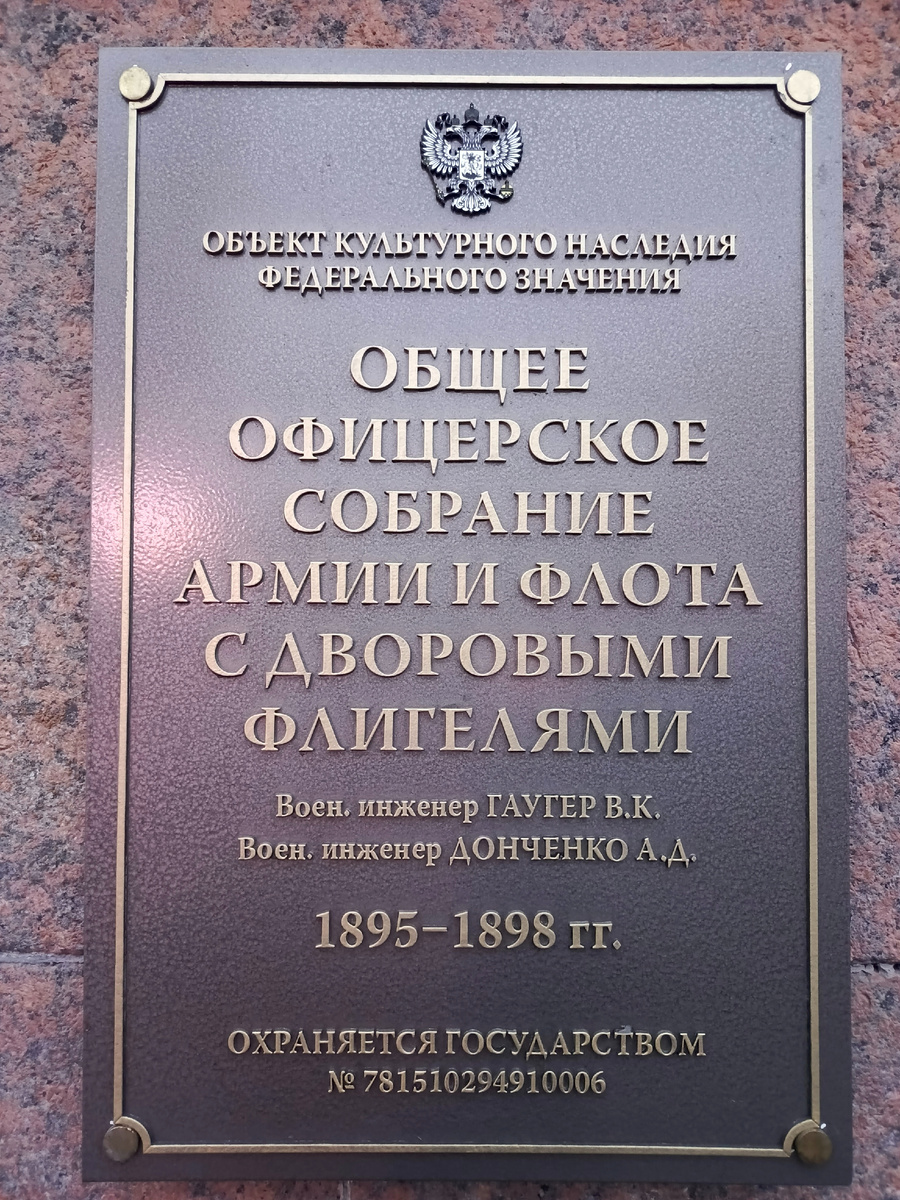 ОБЪЕКТ КУЛЬТУРНОГО НАСЛЕДИЯ
ФЕДЕРАЛЬНОГО ЗНАЧЕНИЯ
ОБЩЕЕ
ОФИЦЕРСКОЕ
СОБРАНИЕ
АРМИИ И ФЛОТА
С ДВОРОВЫМИ
ФЛИГЕЛЯМИ
Воен. инженер ГАУГЕР В.К.
Воен. инженер ДОНЧЕНКО А.Д.
1895–1898 гг.
ОХРАНЯЕТСЯ ГОСУДАРСТВОМ
№ 781510294910006